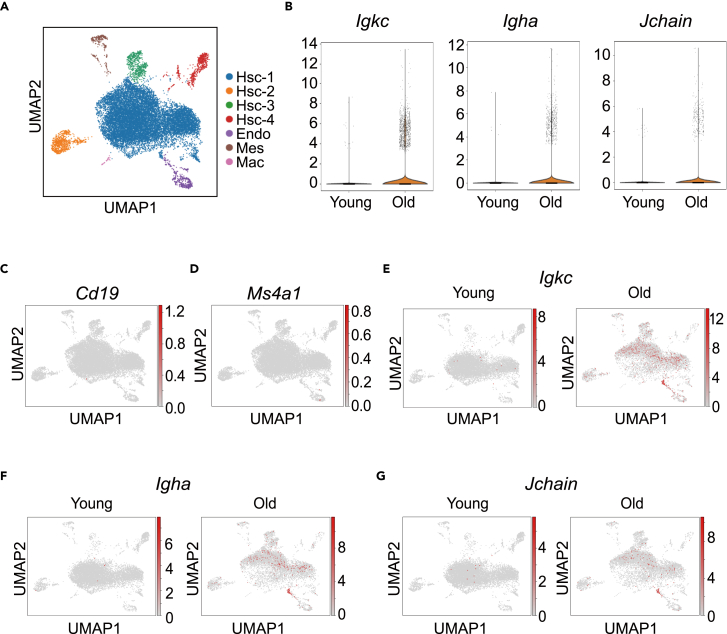 A
UMAP2
UMAP1
Hsc-1
Hsc-2
Hsc-3
Hsc-4
Endo
Mes
Mac
B
Igkc
14
12
10
8
6
4
2
0
Young Old
Igha
12
10
8
6
4
2
0
Young Old
Jchain
10
8
6
4
2
0
Young Old
C
Cd19
UMAP2
UMAP1
1.2
0.8
0.4
0.0
D
Ms4a1
UMAP2
UMAP1
0.8
0.6
0.4
0.2
0.0
E
Igkc
Young
UMAP2
UMAP1
8
4
0
Old
UMAP2
UMAP1
12
8
4
0
F
Igha
Young
UMAP2
UMAP1
6
4
2
0
Old
UMAP2
UMAP1
8
4
0
G
Jchain
Young
UMAP2
UMAP1
4
2
0
Old
UMAP2
UMAP1
8
4
0